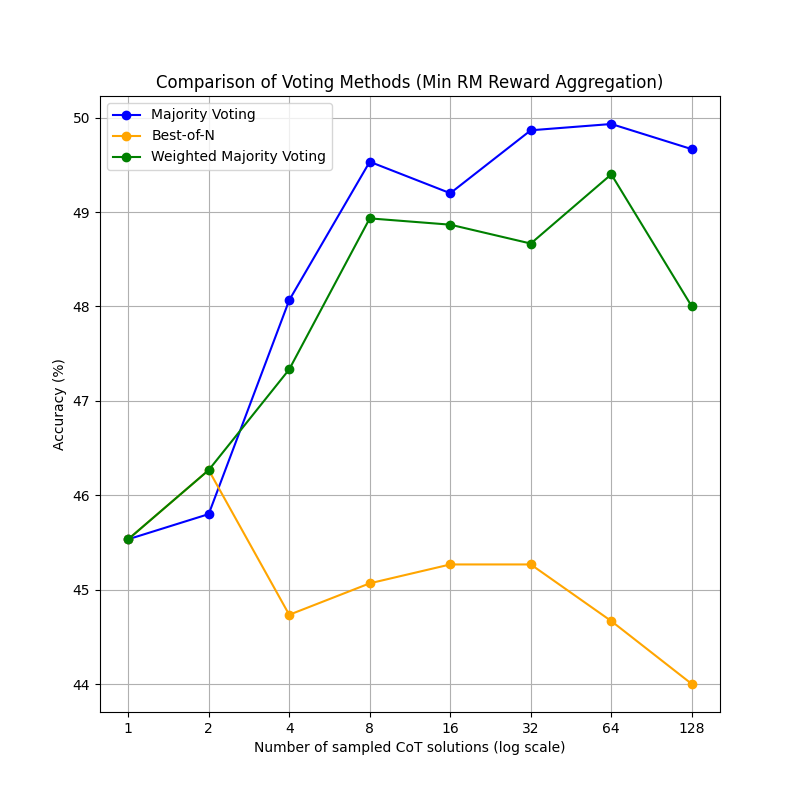 Comparison of Voting Methods (Min RM Reward Aggregation)
Majority Voting
Best-of-N
Weighted Majority Voting
Accuracy (%)
50
49
48
47
46
45
44
1 2 4 8 16 32 64 128
Number of sampled CoT solutions (log scale)